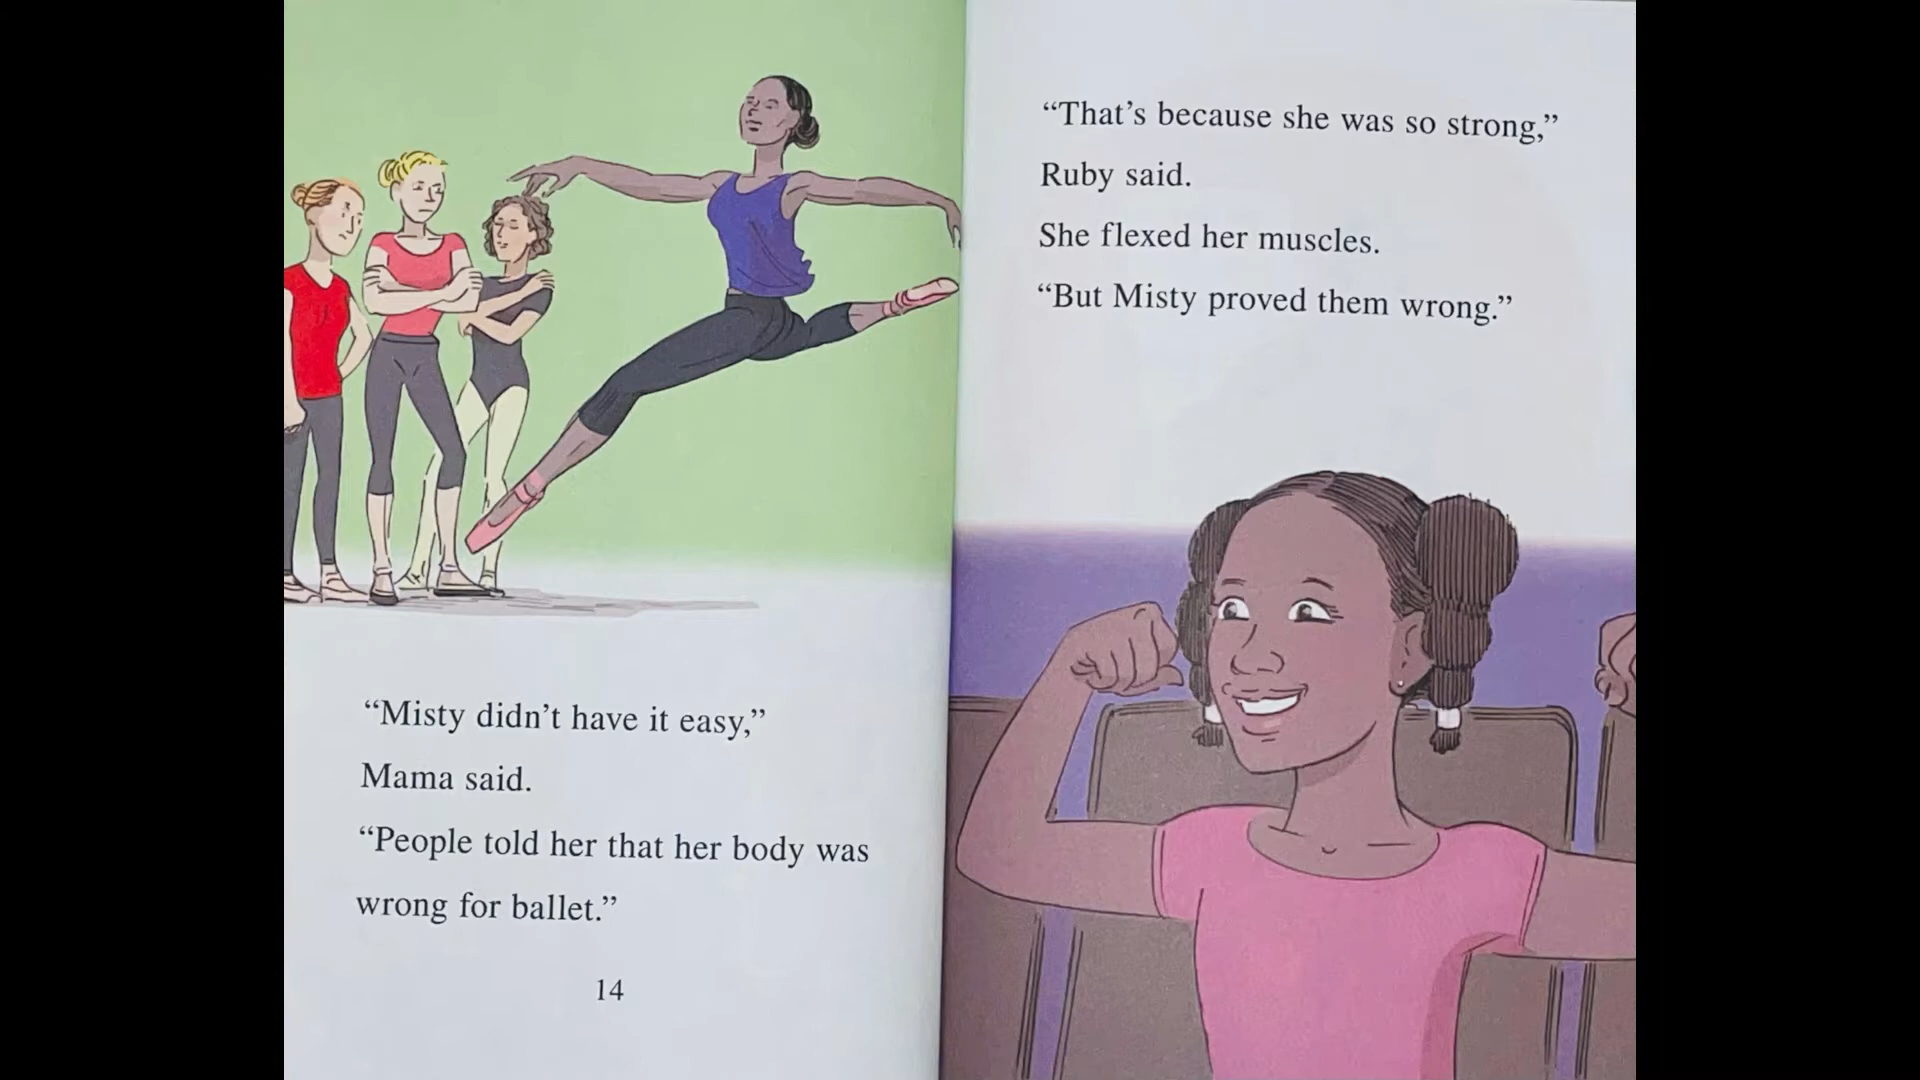 “Misty didn’t have it easy,”
Mama said.
“People told her that her body was
wrong for ballet.”
14
“That’s because she was so strong,”
Ruby said.
She flexed her muscles.
“But Misty proved them wrong.”